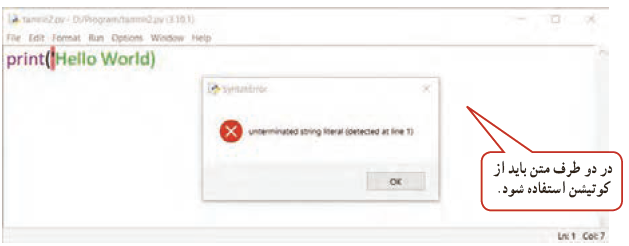 tamrin2.py - D:/Program/tamrin2.py (3.10.1)
File Edit Format Run Options Window Help
print('Hello World)
SyntaxError
unterminated string literal (detected at line 1)
OK
در دو طرف متن باید از
کوتیشن استفاده شود.
Ln: 1 Col: 7